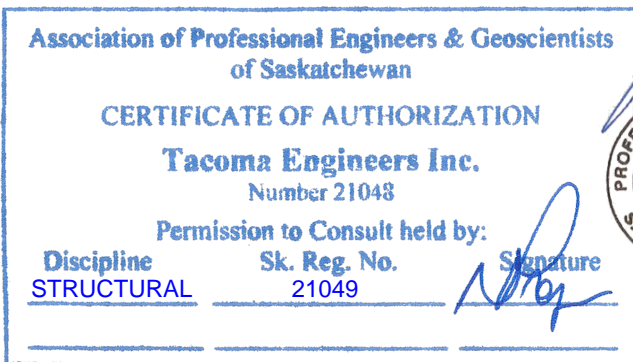 Association of Professional Engineers & Geoscientists
of Saskatchewan
CERTIFICATE OF AUTHORIZATION
Tacoma Engineers Inc.
Number 21048
Permission to Consult held by:
Discipline Sk. Reg. No. Signature
STRUCTURAL 21049
PROFE